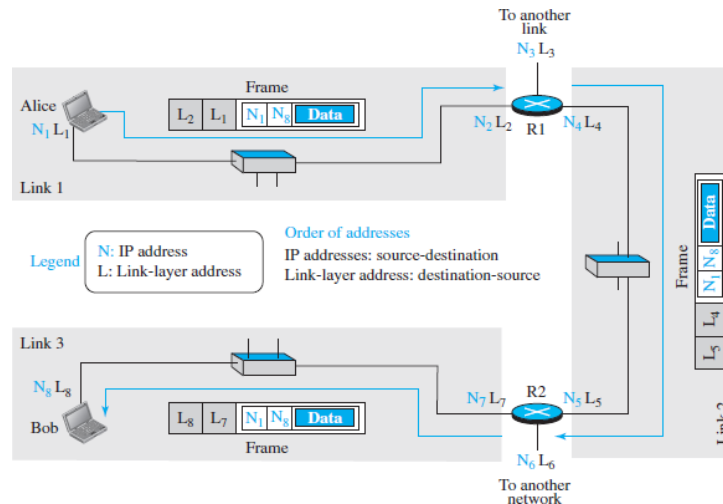 To another
link
N3 L3
Frame
Alice
N1 L1
L2 L1 N1 N8 Data
N2 L2 R1 N4 L4
Link 1
Legend
N: IP address
L: Link-layer address
Order of addresses
IP addresses: source-destination
Link-layer address: destination-source
Frame
L5 L4 N1 N8 Data
Link 3
N8 L8
Bob
L8 L7 N1 N8 Data
Frame
N7 L7 R2 N5 L5
N6 L6
To another
network